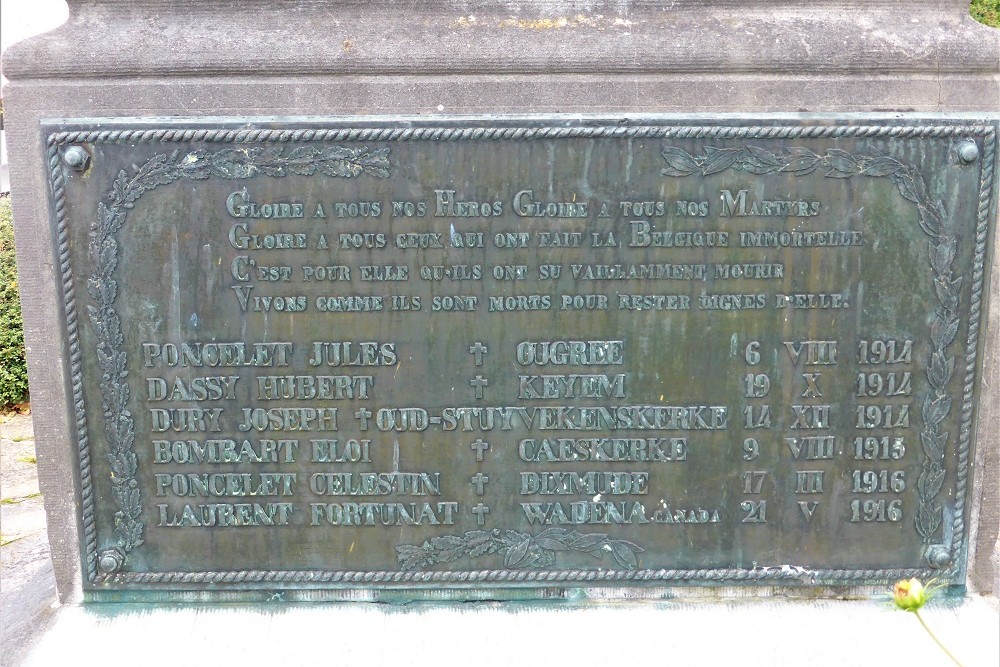 Gloire a tous nos Heros Gloire a tous nos Martyrs
Gloire a tous ceux qui ont fait la Belgique immortelle
C'est pour elle qu'ils ont su vaillamment mourir
Vivons comme ils sont morts pour rester dignes d'elle.
PONCELET JULES † OUGREE 6 VIII 1914
DASSY HUBERT † KEYEM 19 X 1914
DURY JOSEPH † OUD-STUYVEKENSKERKE 14 XII 1914
BOMBART ELOI † CAESKERKE 9 VIII 1915
PONCELET CELESTIN † DIXMUDE 17 III 1916
LAURENT FORTUNAT † WADENA CANADA 21 V 1916